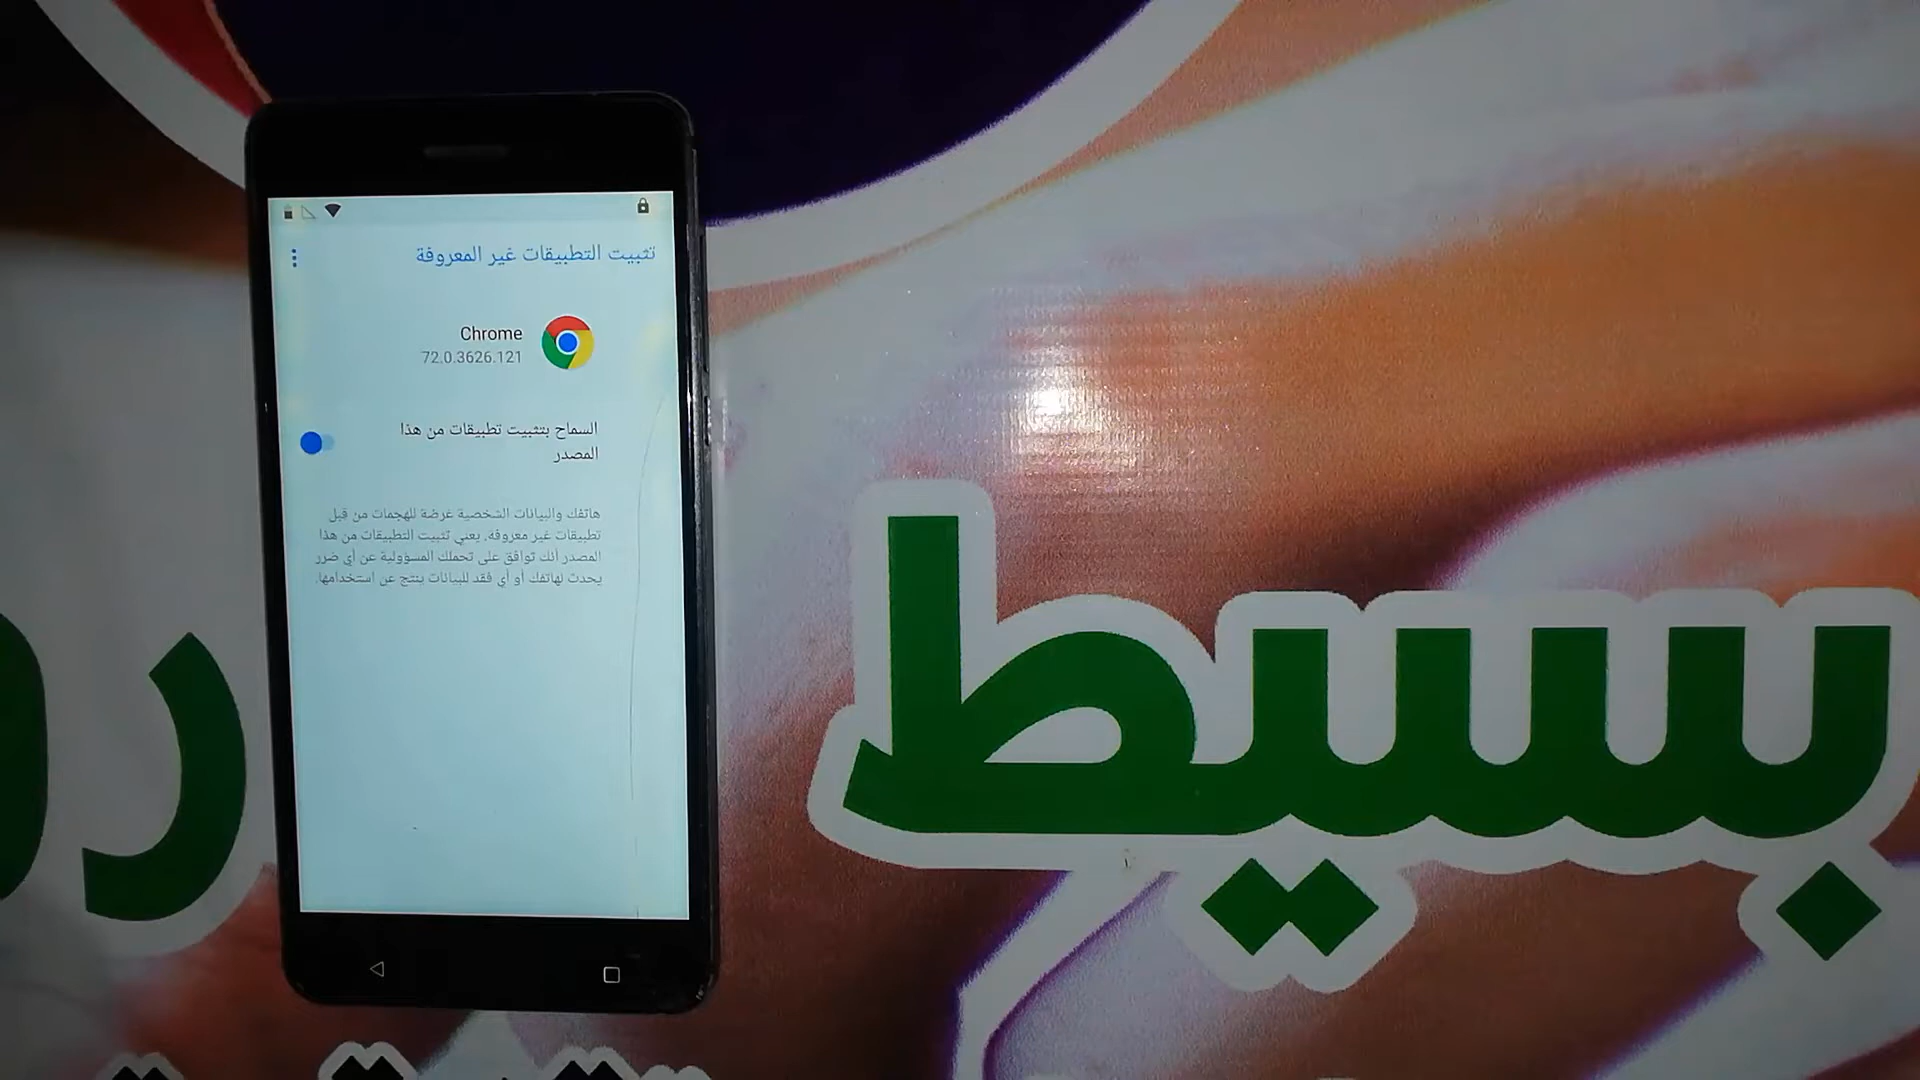 تثبيت التطبيقات غير المعروفة
Chrome
72.0.3626.121
السماح بتثبيت تطبيقات من هذا
المصدر
هاتفك والبيانات الشخصية عرضة للهجمات من قبل
تطبيقات غير معروفة. يعني تثبيت التطبيقات من هذا
المصدر أنك توافق على تحملك المسؤولية عن أي ضرر
يحدث لهاتفك أو أي فقد للبيانات ينتج عن استخدامها.
بسيط